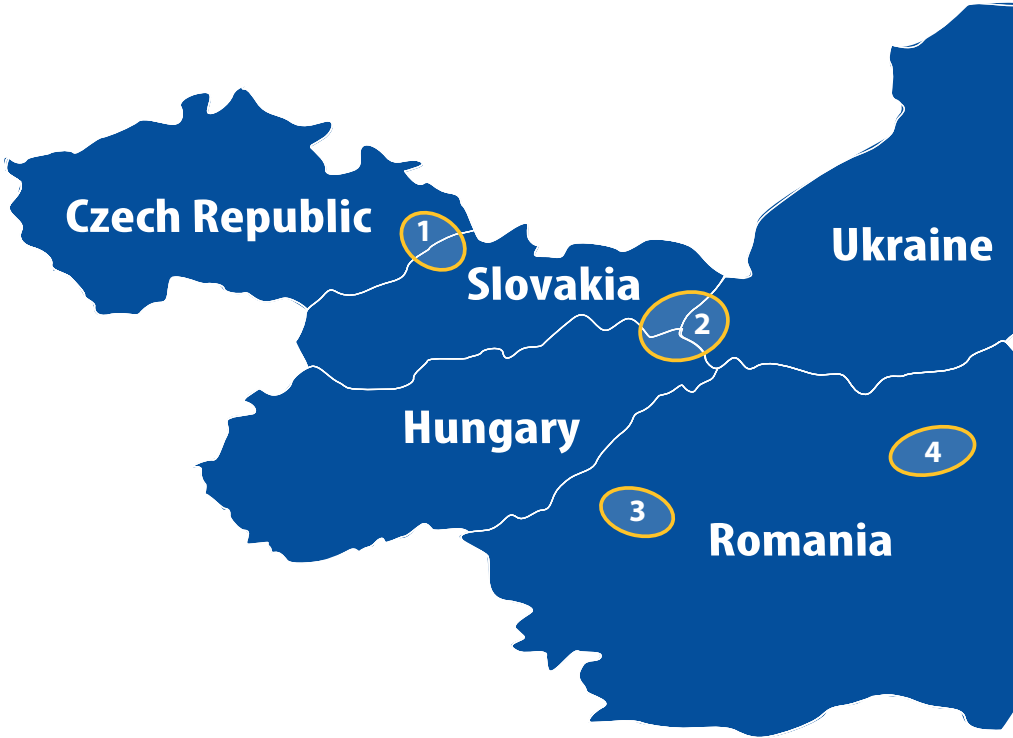 Czech Republic
1
Ukraine
Slovakia
2
Hungary
4
3
Romania